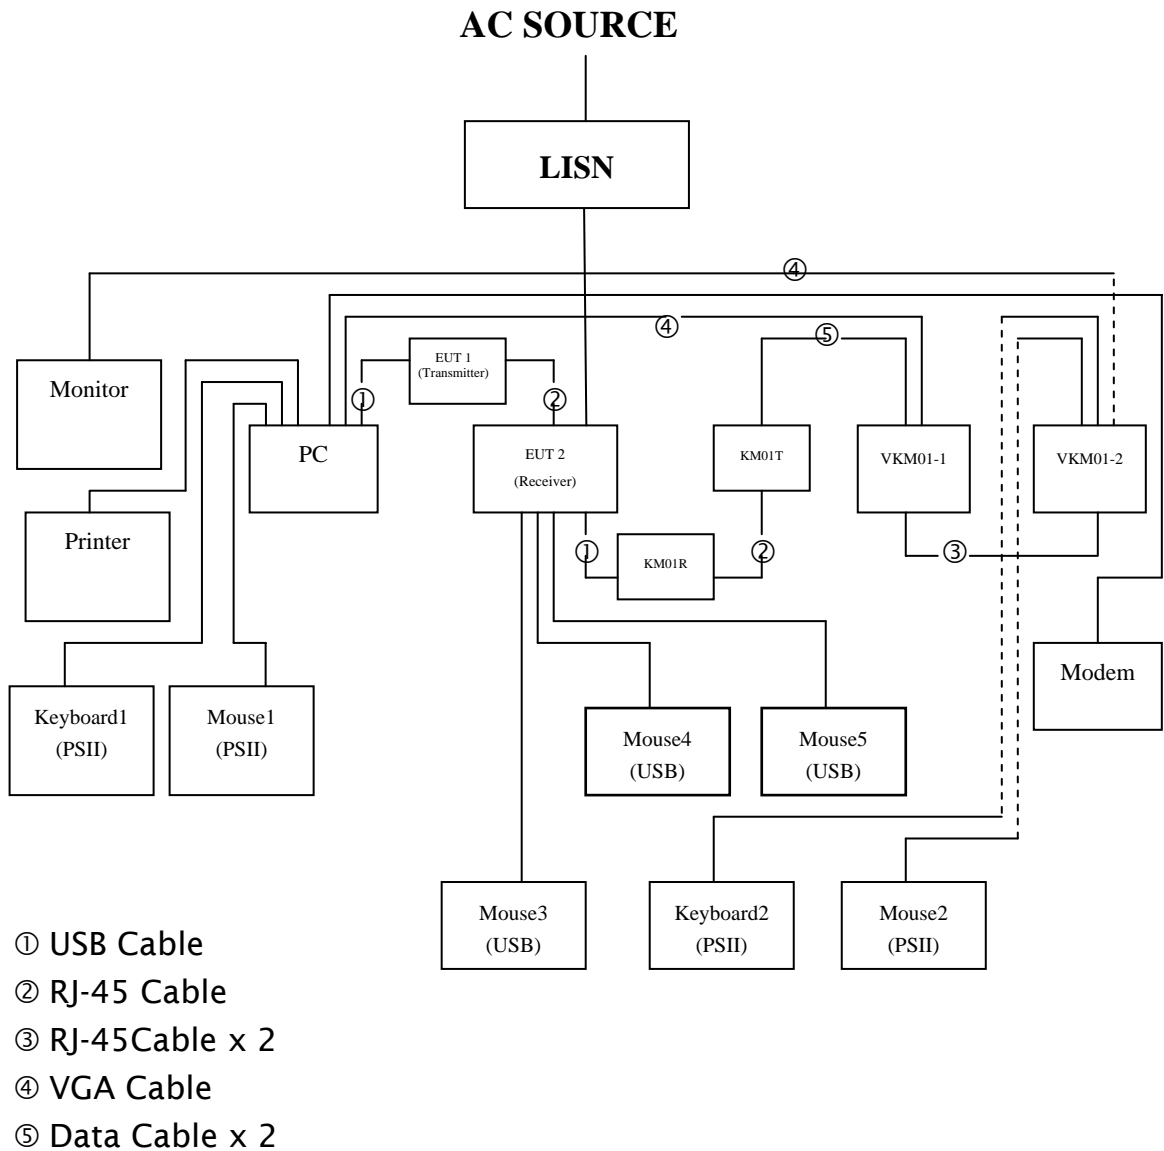 AC SOURCE
LISN
④
④
⑤
EUT 1
(Transmitter)
Monitor
①
②
PC
EUT 2
(Receiver)
KM01T
VKM01-1
VKM01-2
Printer
①
KM01R
②
③
Modem
Keyboard1
(PSII)
Mouse1
(PSII)
Mouse4
(USB)
Mouse5
(USB)
Mouse3
(USB)
Keyboard2
(PSII)
Mouse2
(PSII)
① USB Cable
② RJ-45 Cable
③ RJ-45Cable x 2
④ VGA Cable
⑤ Data Cable x 2